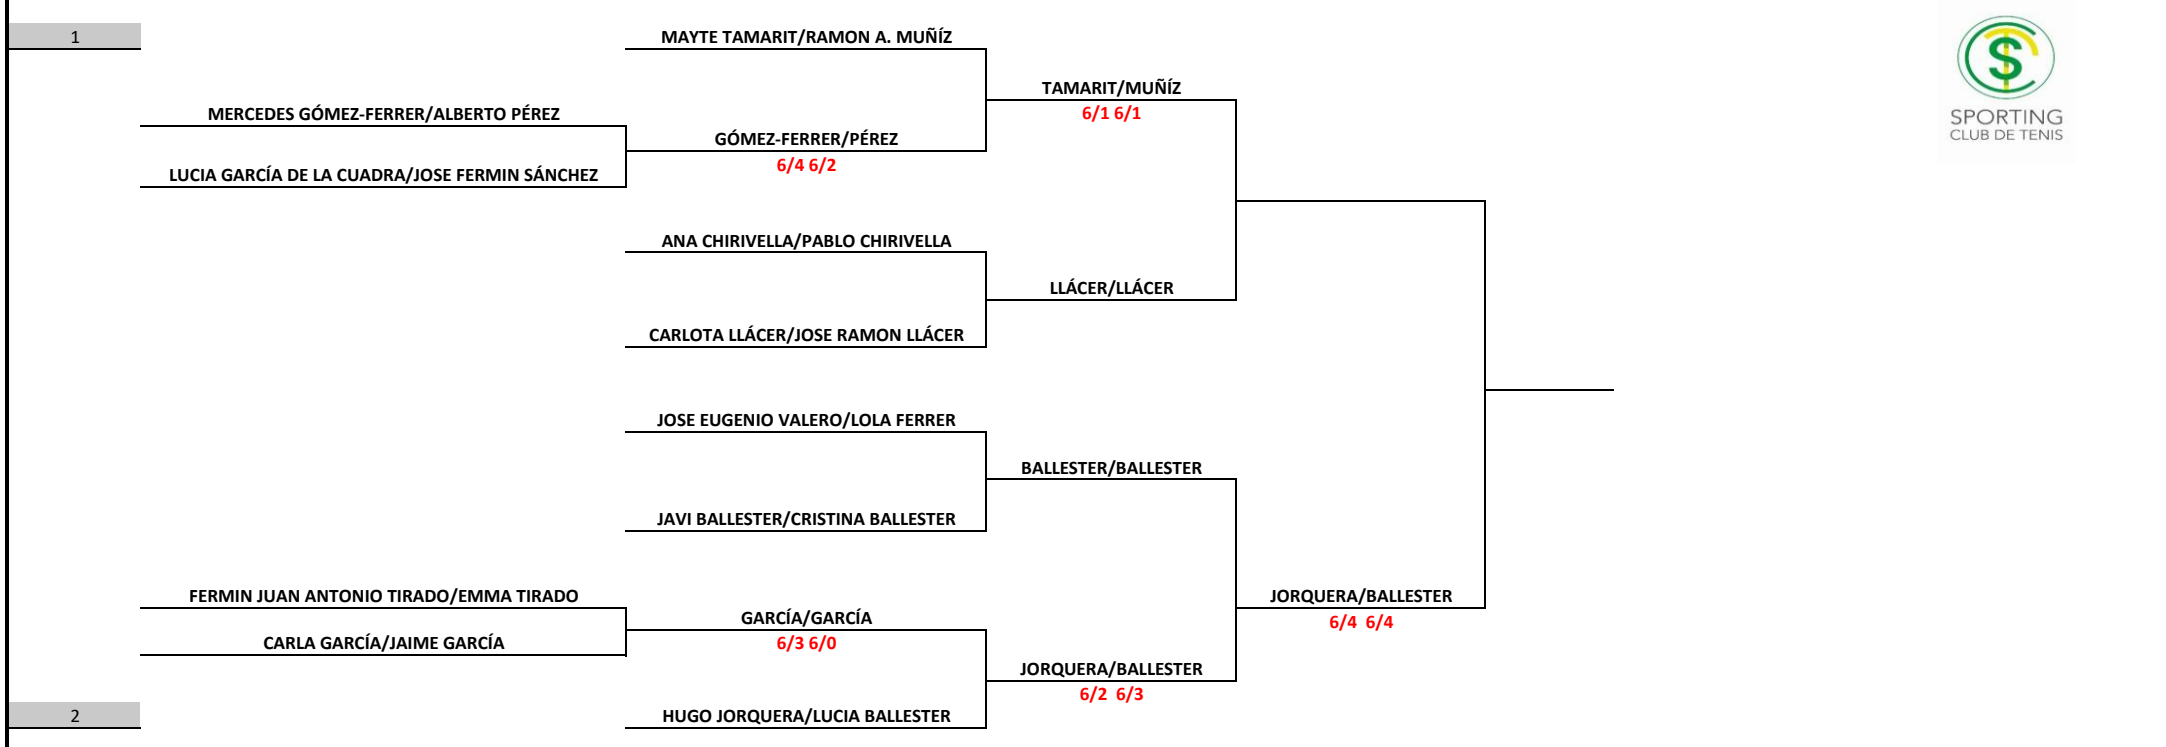 1
MAYTE TAMARIT/RAMON A. MUÑÍZ
TAMARIT/MUÑÍZ
6/1 6/1
MERCEDES GÓMEZ-FERRER/ALBERTO PÉREZ
GÓMEZ-FERRER/PÉREZ
6/4 6/2
LUCIA GARCÍA DE LA CUADRA/JOSE FERMIN SÁNCHEZ
ANA CHIRIVELLA/PABLO CHIRIVELLA
LLÁCER/LLÁCER
CARLOTA LLÁCER/JOSE RAMON LLÁCER
JOSE EUGENIO VALERO/LOLA FERRER
BALLESTER/BALLESTER
JAVI BALLESTER/CRISTINA BALLESTER
FERMIN JUAN ANTONIO TIRADO/EMMA TIRADO
JORQUERA/BALLESTER
6/4 6/4
GARCÍA/GARCÍA
6/3 6/0
CARLA GARCÍA/JAIME GARCÍA
JORQUERA/BALLESTER
6/2 6/3
2
HUGO JORQUERA/LUCIA BALLESTER
SPORTING
CLUB DE TENIS